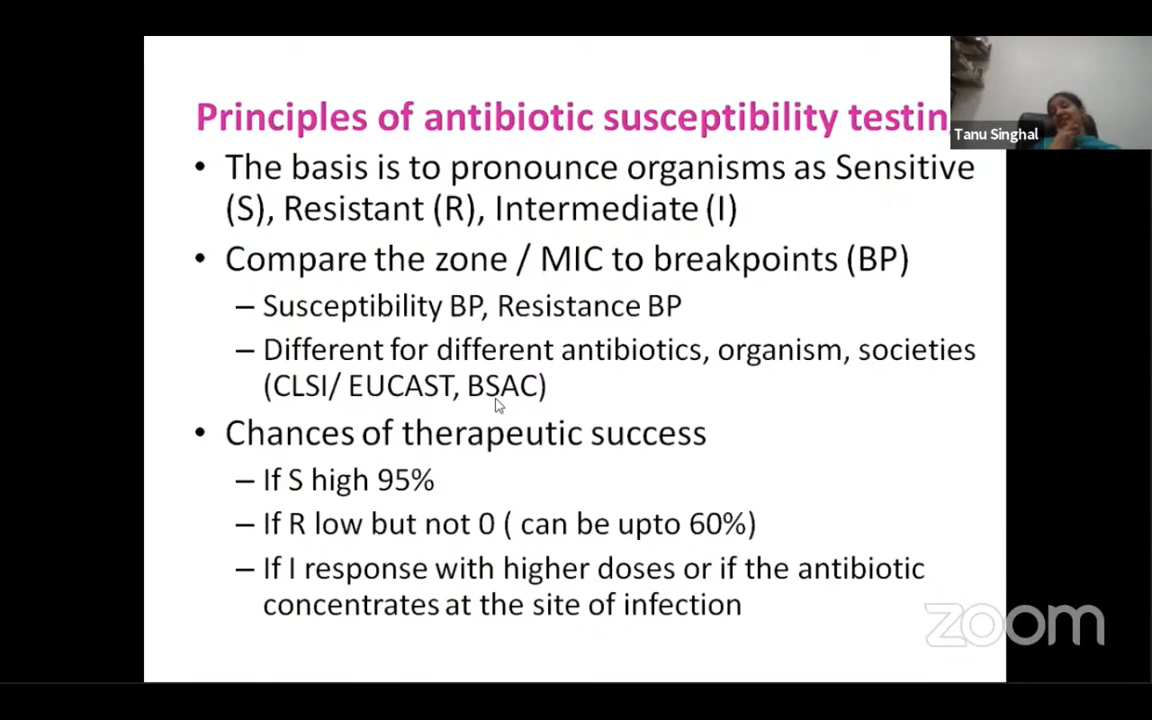 Principles of antibiotic susceptibility testin
Tanu Singhal
• The basis is to pronounce organisms as Sensitive
(S), Resistant (R), Intermediate (I)
• Compare the zone / MIC to breakpoints (BP)
– Susceptibility BP, Resistance BP
– Different for different antibiotics, organism, societies
(CLSI/ EUCAST, BSAC)
• Chances of therapeutic success
– If S high 95%
– If R low but not 0 ( can be upto 60%)
– If I response with higher doses or if the antibiotic
concentrates at the site of infection
zoom